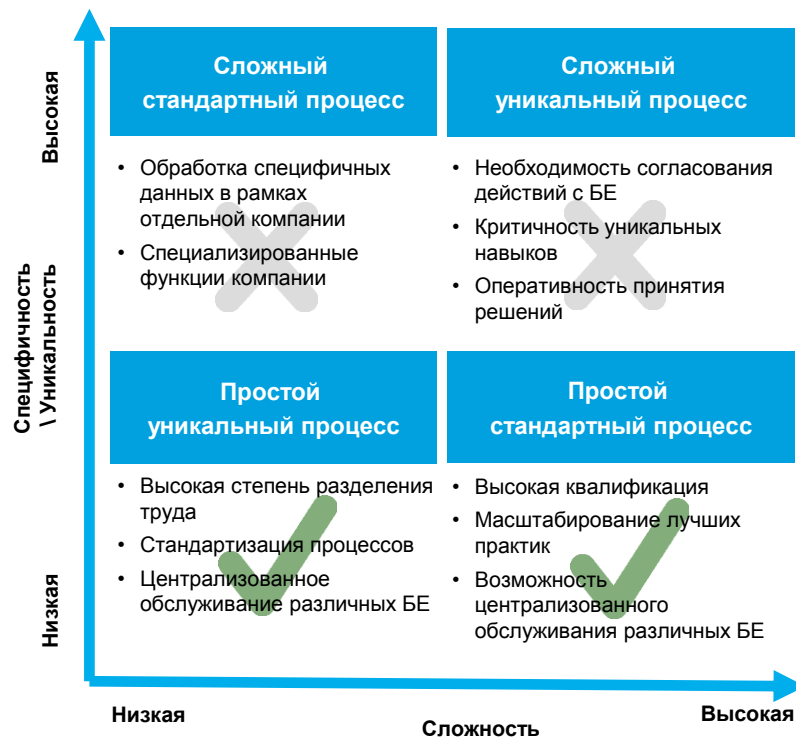 Высокая
Сложный
стандартный процесс
• Обработка специфичных
данных в рамках
отдельной компании
• Специализированные
функции компании
Сложный
уникальный процесс
• Необходимость согласования
действий с БЕ
• Критичность уникальных
навыков
• Оперативность принятия
решений
Специфичность
\ Уникальность
Простой
уникальный процесс
• Высокая степень разделения
труда
• Стандартизация процессов
• Централизованное
обслуживание различных БЕ
Простой
стандартный процесс
• Высокая квалификация
• Масштабирование лучших
практик
• Возможность
централизованного
обслуживания различных БЕ
Низкая
Низкая
Сложность
Высокая